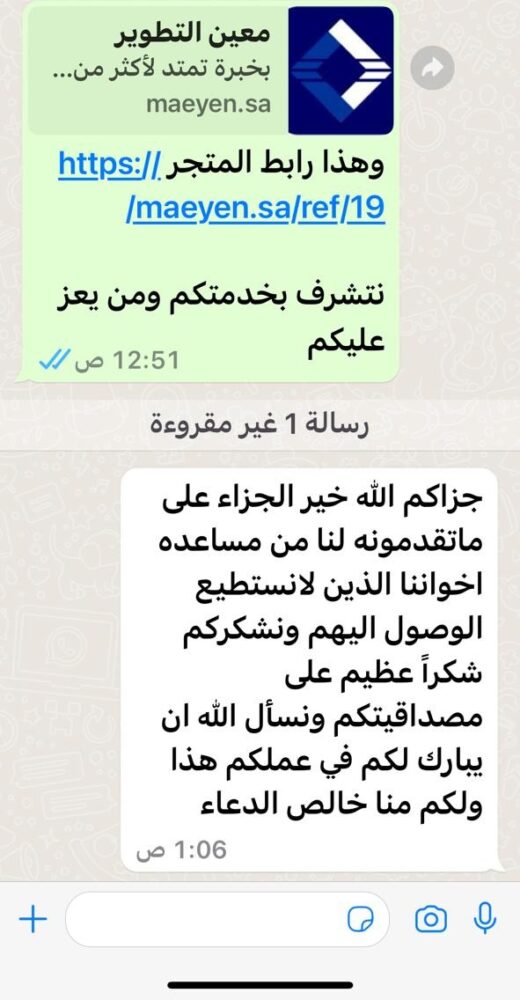 معين التطوير
بخبرة تمتد لأكثر من...
maeyen.sa
وهذا رابط المتجر https://
maeyen.sa/ref/19/
نتشرف بخدمتكم ومن يعز
عليكم
12:51 ص
رسالة 1 غير مقروءة
جزاكم الله خير الجزاء على
ماتقدمونه لنا من مساعده
اخواننا الذين لانستطيع
الوصول اليهم ونشكركم
شكراً عظيم على
مصداقيتكم ونسأل الله ان
يبارك لكم في عملكم هذا
ولكم منا خالص الدعاء
1:06 ص